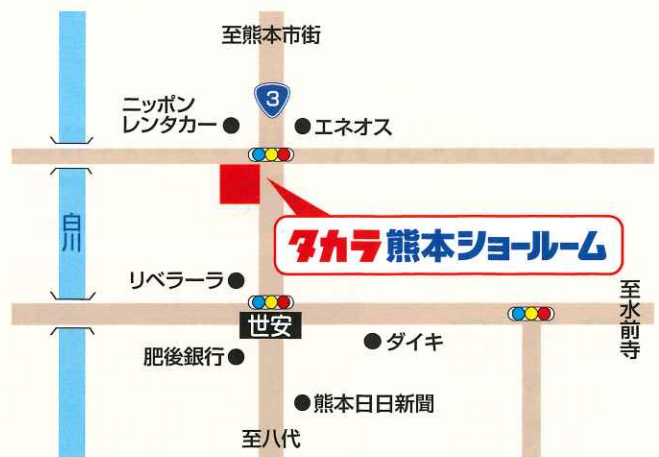 至熊本市街
3
ニッポン
レンタカー
エネオス
白川
タカラ熊本ショールーム
リベラーラ
世安
至水前寺
ダイキ
肥後銀行
熊本日日新聞
至八代